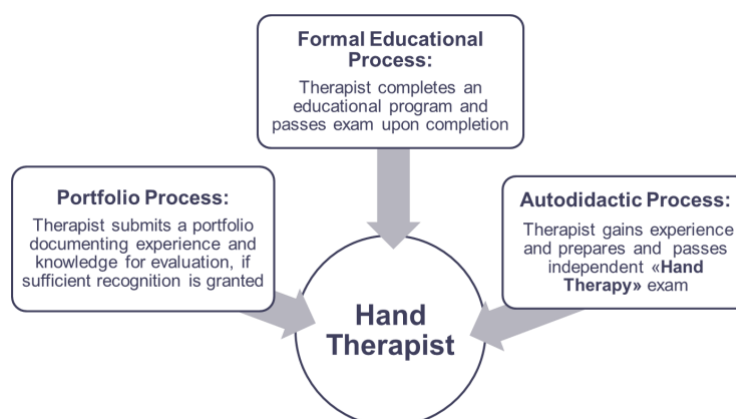 Formal Educational
Process:
Therapist completes an
educational program and
passes exam upon completion
Portfolio Process:
Therapist submits a portfolio
documenting experience and
knowledge for evaluation, if
sufficient recognition is granted
Autodidactic Process:
Therapist gains experience
and prepares and passes
independent «Hand
Therapy» exam
Hand
Therapist